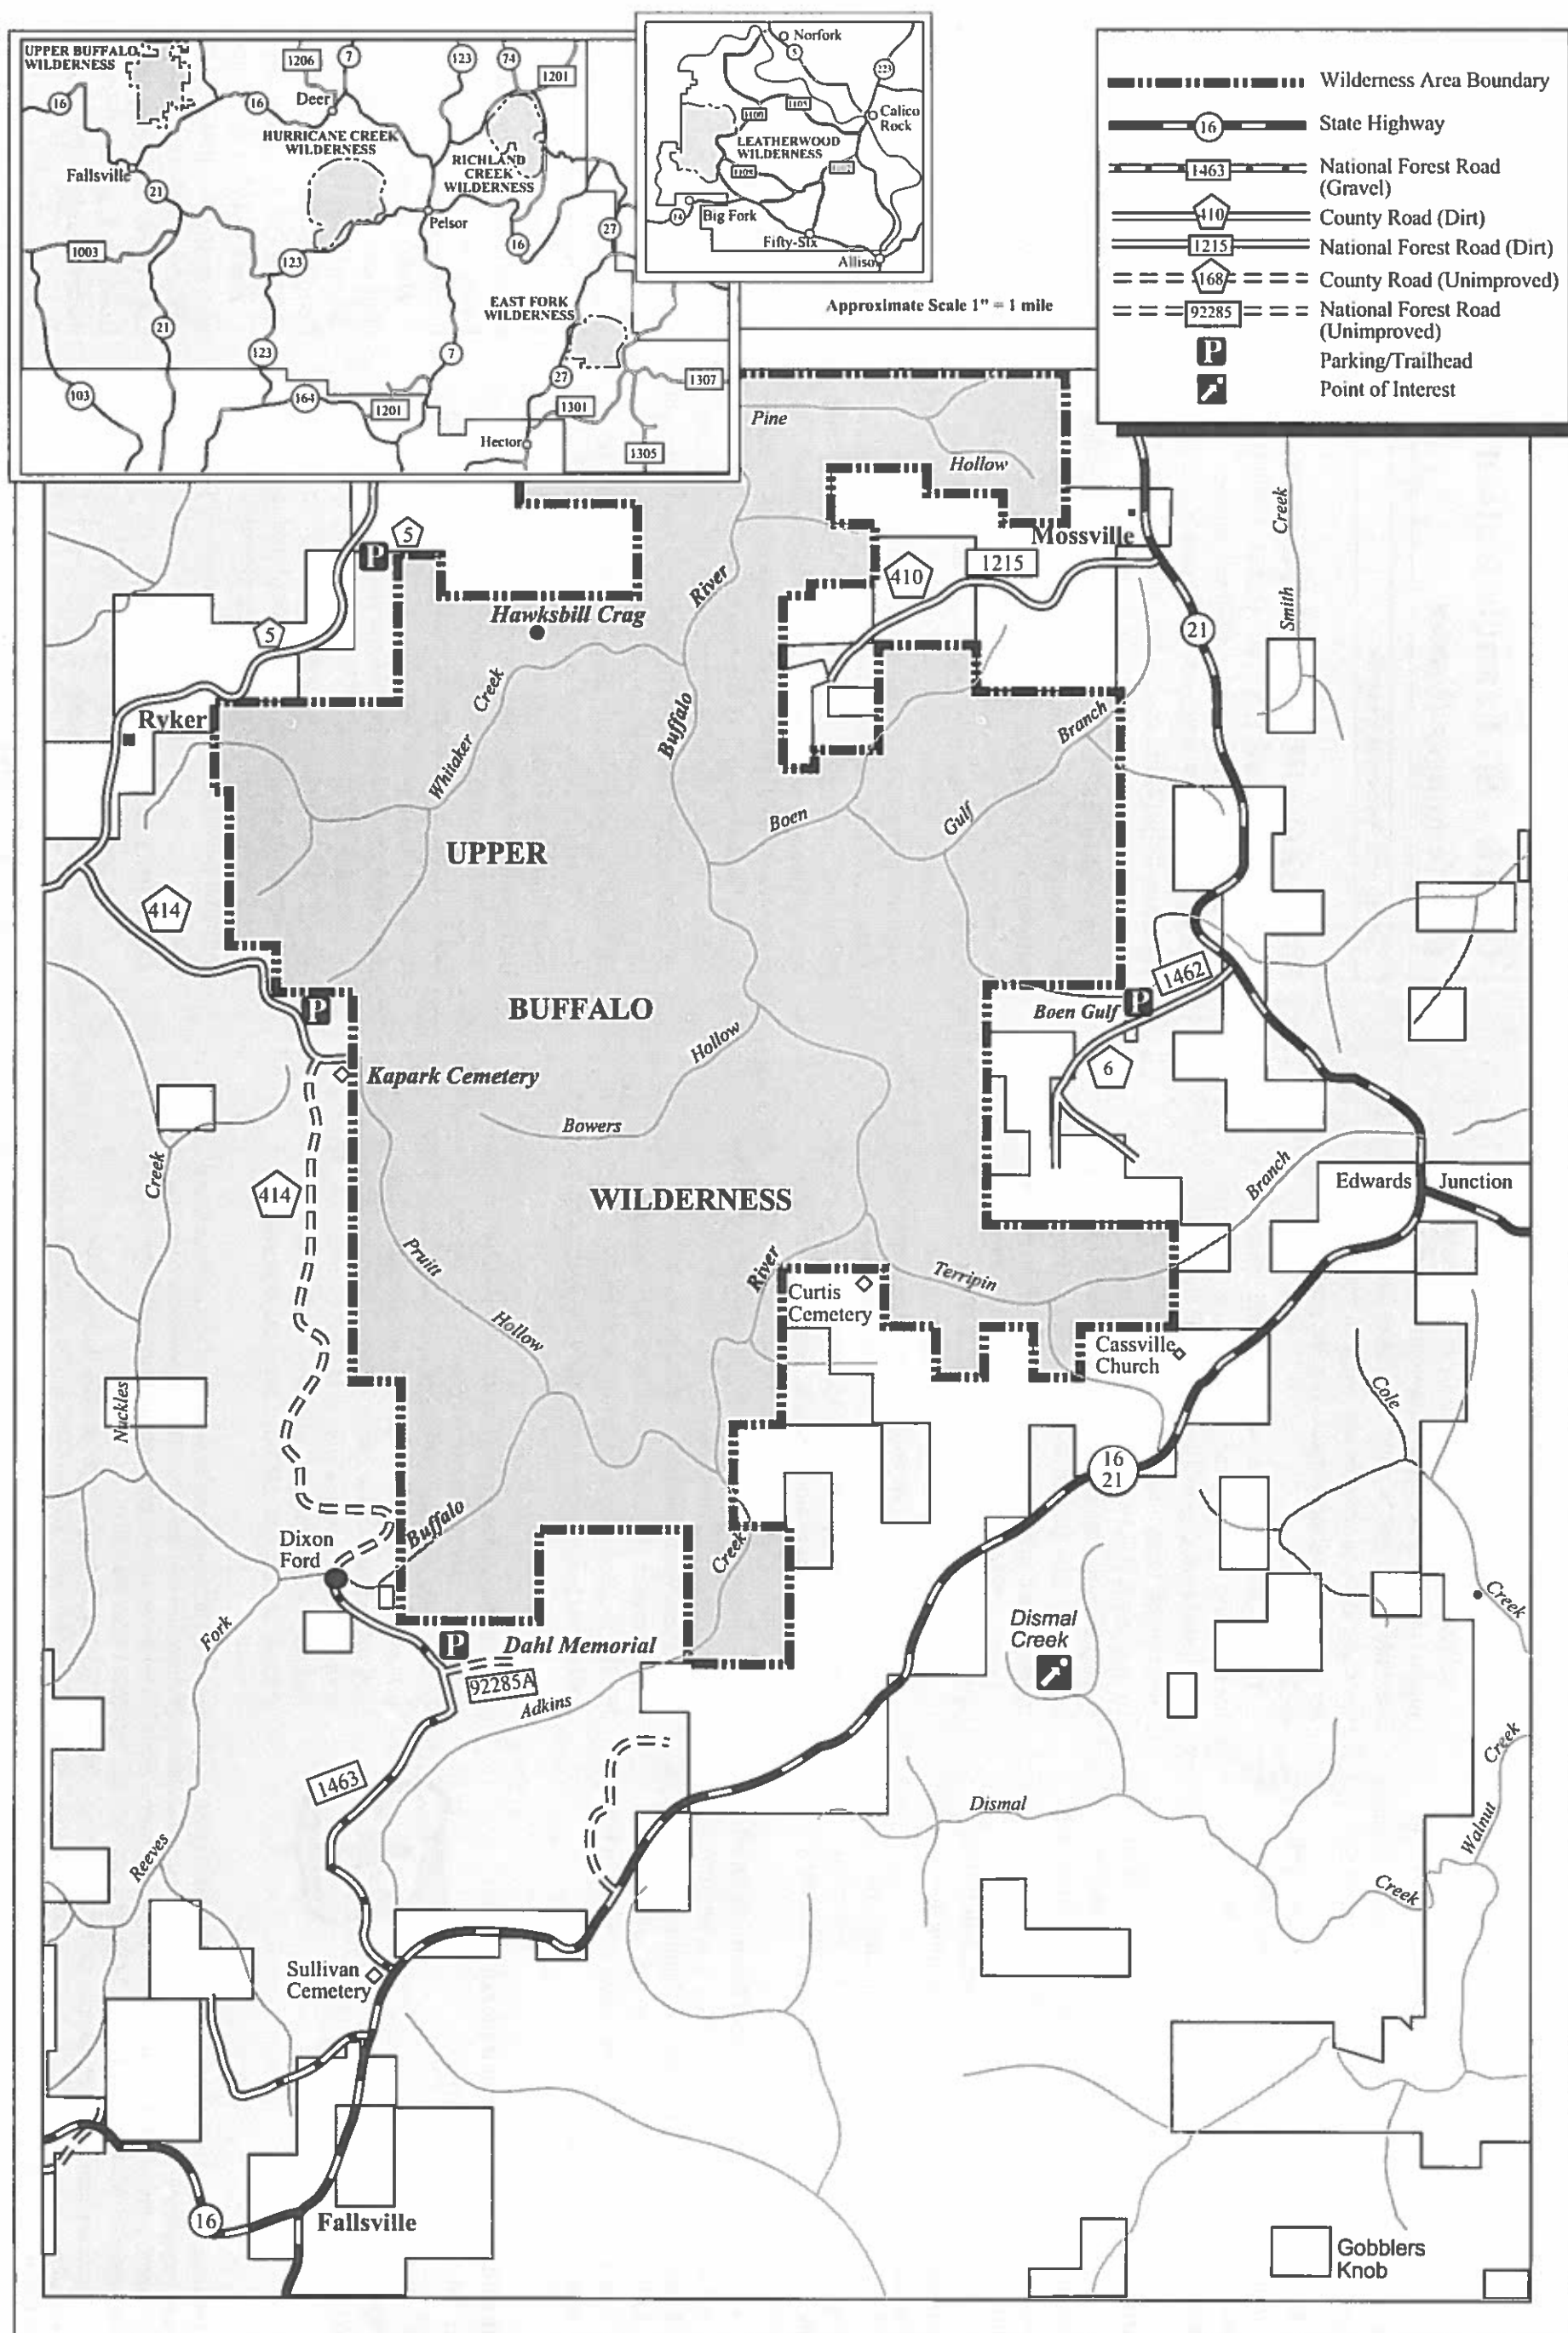 UPPER BUFFALO
WILDERNESS
16
16
1206
7
Deer
123
74
1201
HURRICANE CREEK
WILDERNESS
RICHLAND
CREEK
WILDERNESS
Fallsville
21
Pelsor
1003
123
16
27
EAST FORK
WILDERNESS
21
123
7
103
164
1201
27
1301
1307
Hector
1305
Norfork
5
223
1100
1103
Calico
Rock
LEATHERWOOD
WILDERNESS
14
Big Fork
Fifty-Six
Allison
Approximate Scale 1" = 1 mile
Wilderness Area Boundary
16
State Highway
1463
National Forest Road
(Gravel)
410
County Road (Dirt)
1215
National Forest Road (Dirt)
168
County Road (Unimproved)
92285
National Forest Road
(Unimproved)
P
Parking/Trailhead
Point of Interest
Pine
Hollow
Creek
Smith
5
P
Mossville
410
1215
River
Hawksbill Crag
5
21
Creek
Ryker
Buffalo
Branch
Whitaker
Boen
Gulf
UPPER
414
1462
P
BUFFALO
P
Boen Gulf
Hollow
6
Kapark Cemetery
Bowers
Creek
Branch
414
WILDERNESS
Edwards Junction
Pruitt
River
Terripin
Curtis
Cemetery
Hollow
Cassville
Church
Cole
Nuckles
16
21
Buffalo
Dixon
Ford
Creek
Creek
Fork
Dismal
Creek
P
Dahl Memorial
92285A
Adkins
Creek
1463
Dismal
Walnut
Reeves
Creek
Sullivan
Cemetery
16
Fallsville
Gobblers
Knob